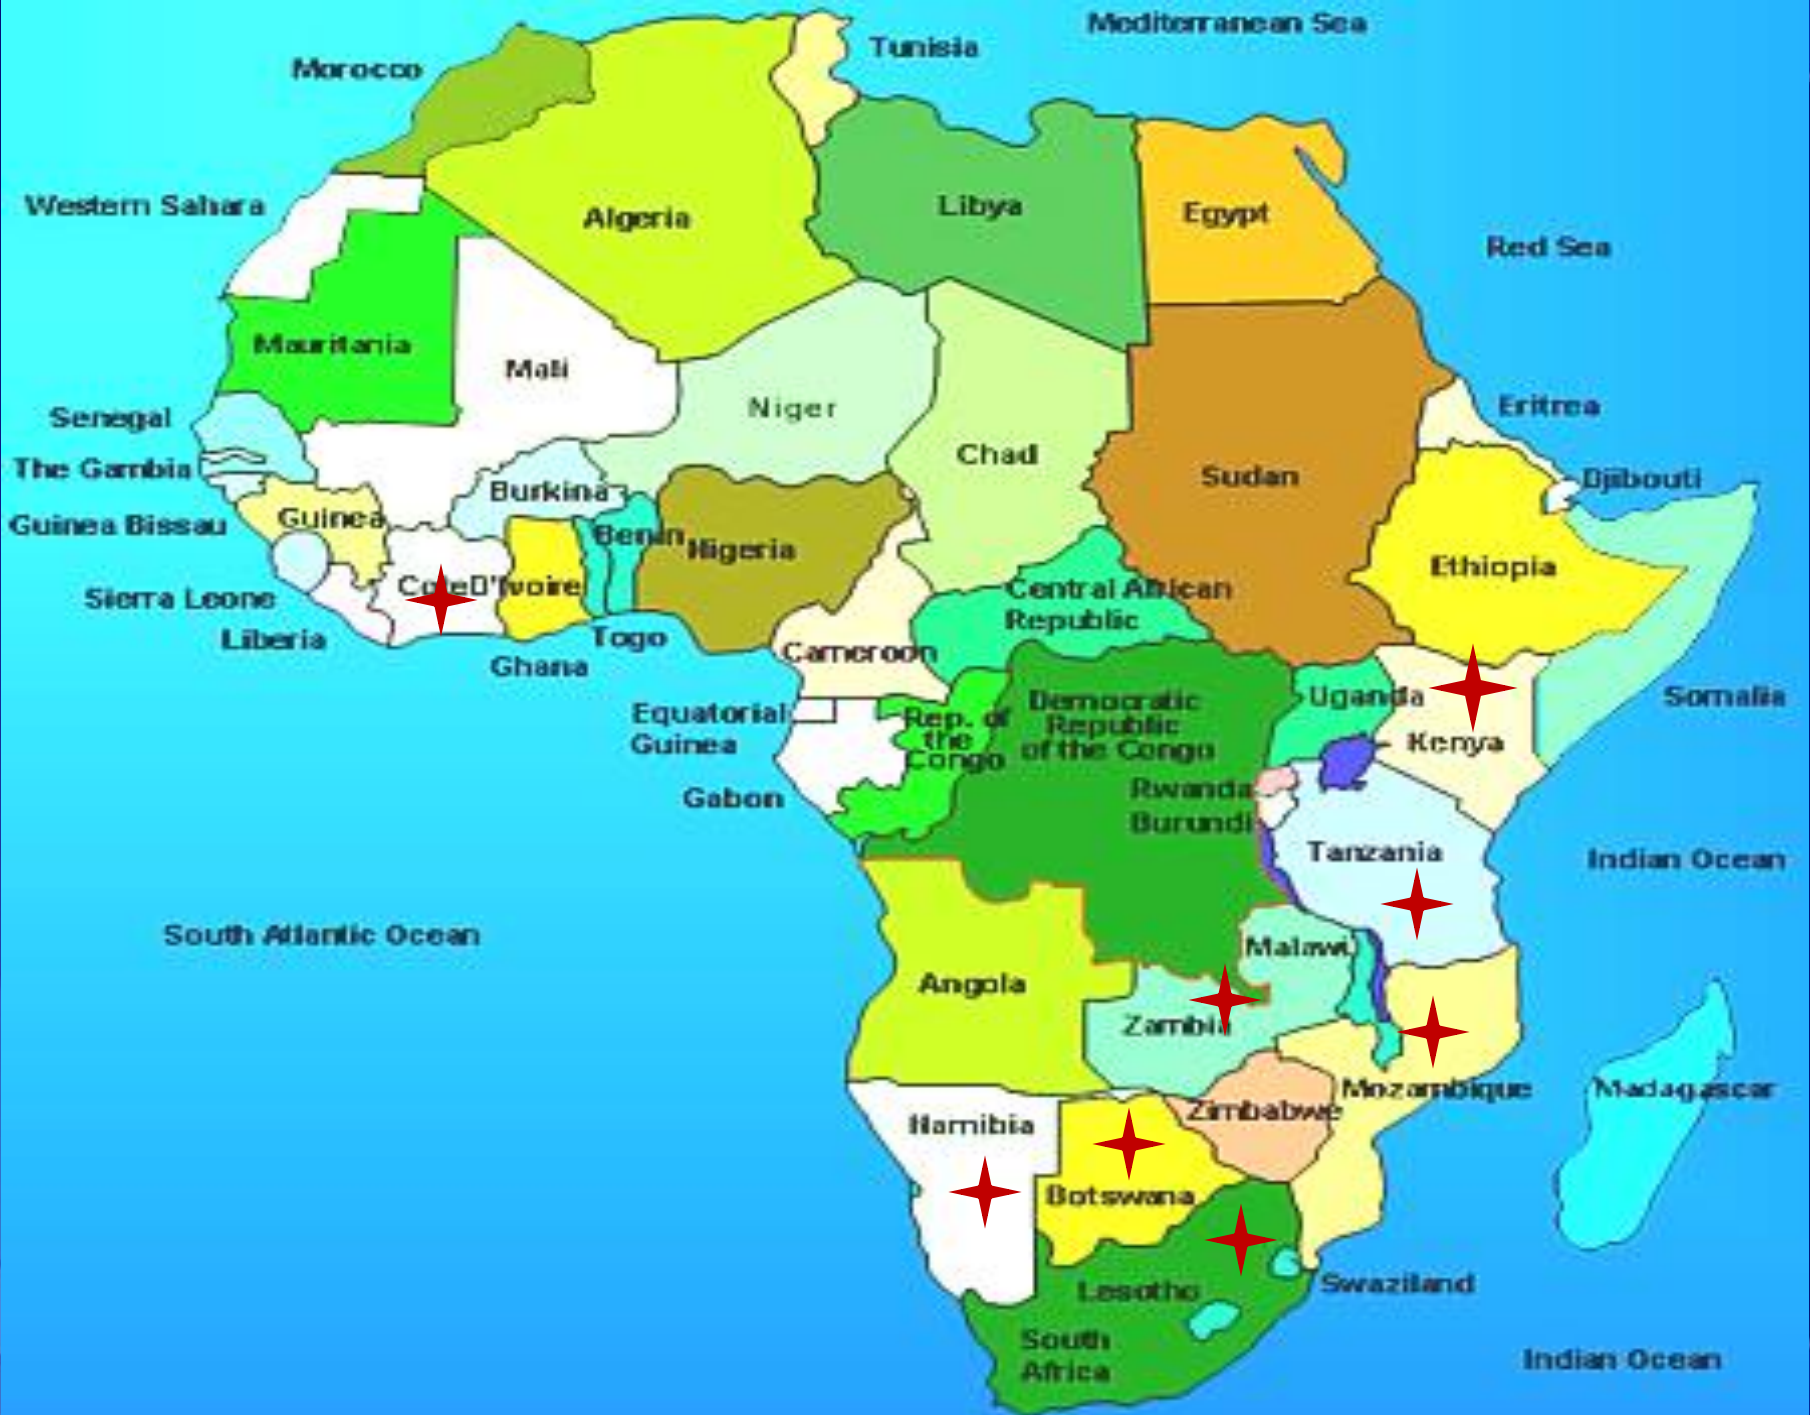 Mediterranean Sea
Tunisia
Morocco
Western Sahara
Algeria
Libya
Egypt
Red Sea
Mauritania
Mali
Niger
Chad
Sudan
Eritrea
Senegal
The Gambia
Djibouti
Burkina
Guinea
Guinea Bissau
Benin
Nigeria
Ethiopia
Sierra Leone
Cote D'Ivoire
Central African
Republic
Liberia
Togo
Ghana
Cameroon
Somalia
Equatorial
Guinea
Rep. of
the
Congo
Democratic
Republic
of the Congo
Uganda
Kenya
Gabon
Rwanda
Burundi
Tanzania
Indian Ocean
South Atlantic Ocean
Malawi
Angola
Zambia
Mozambique
Madagascar
Zimbabwe
Namibia
Botswana
Swaziland
Lesotho
South
Africa
Indian Ocean